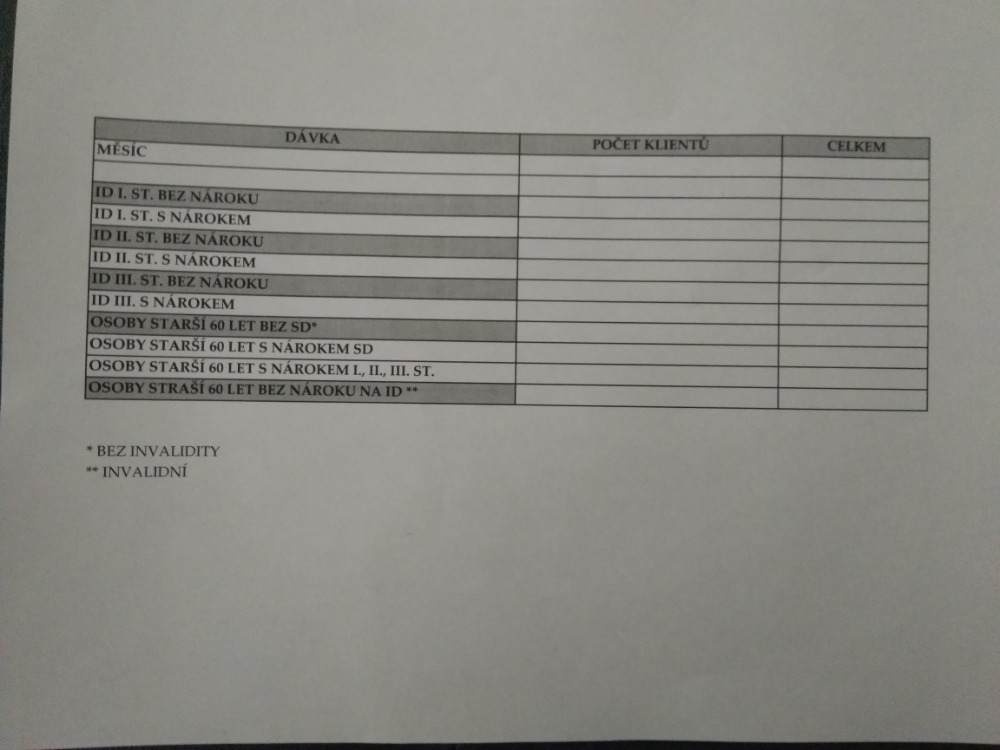 DÁVKA POČET KLIENTŮ CELKEM
MĚSÍC
ID I. ST. BEZ NÁROKU
ID I. ST. S NÁROKEM
ID II. ST. BEZ NÁROKU
ID II. ST. S NÁROKEM
ID III. ST. BEZ NÁROKU
ID III. S NÁROKEM
OSOBY STARŠÍ 60 LET BEZ SD*
OSOBY STARŠÍ 60 LET S NÁROKEM SD
OSOBY STARŠÍ 60 LET S NÁROKEM I., II., III. ST.
OSOBY STRAŠÍ 60 LET BEZ NÁROKU NA ID **
* BEZ INVALIDITY
** INVALIDNÍ